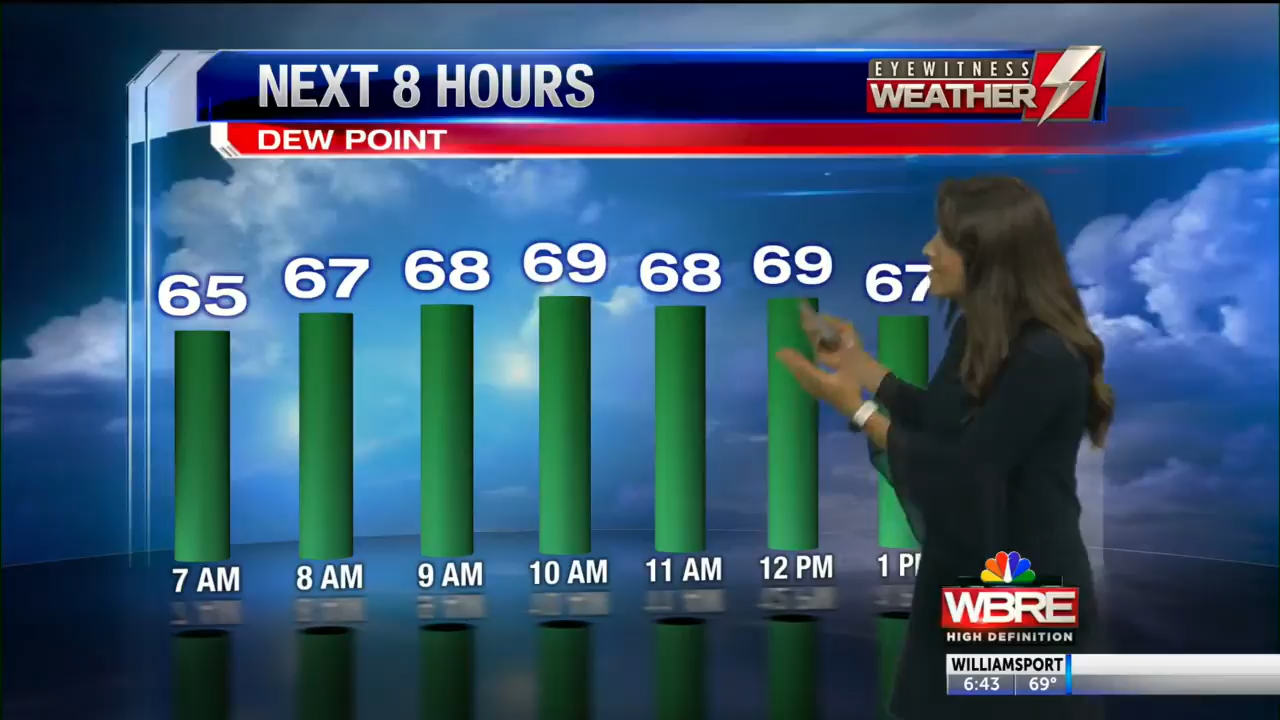 NEXT 8 HOURS
EYEWITNESS
WEATHER
DEW POINT
65 67 68 69 68 69 67
7 AM 8 AM 9 AM 10 AM 11 AM 12 PM 1
WBRE
HIGH DEFINITION
WILLIAMSPORT
6:43 69°